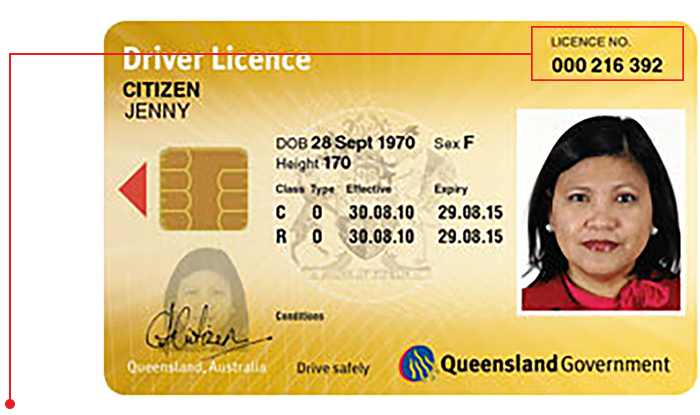 LICENCE NO.
000 216 392
Driver Licence
CITIZEN
JENNY
DOB 28 Sept 1970 Sex F
Height 170
Class Type Effective Expiry
C O 30.08.10 29.08.15
R O 30.08.10 29.08.15
Conditions
Queensland, Australia
Drive safely
Queensland Government